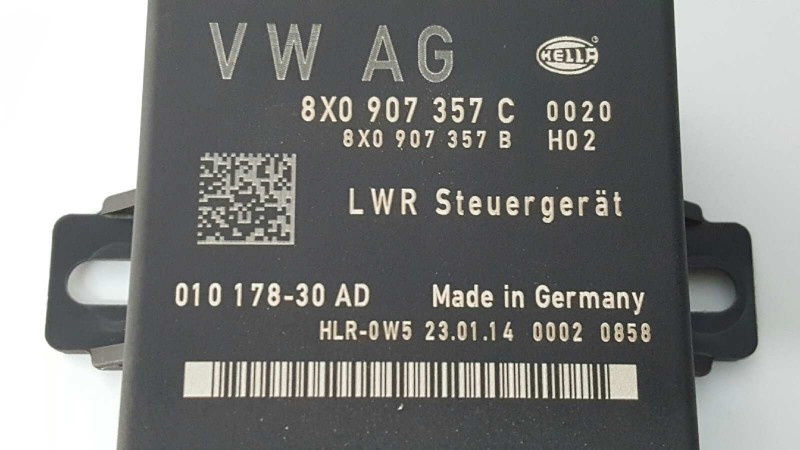 VW AG
HELLA
8X0 907 357 C 0020
8X0 907 357 B H02
LWR Steuergerät
010 178-30 AD Made in Germany
HLR-0W5 23.01.14 0002 0858